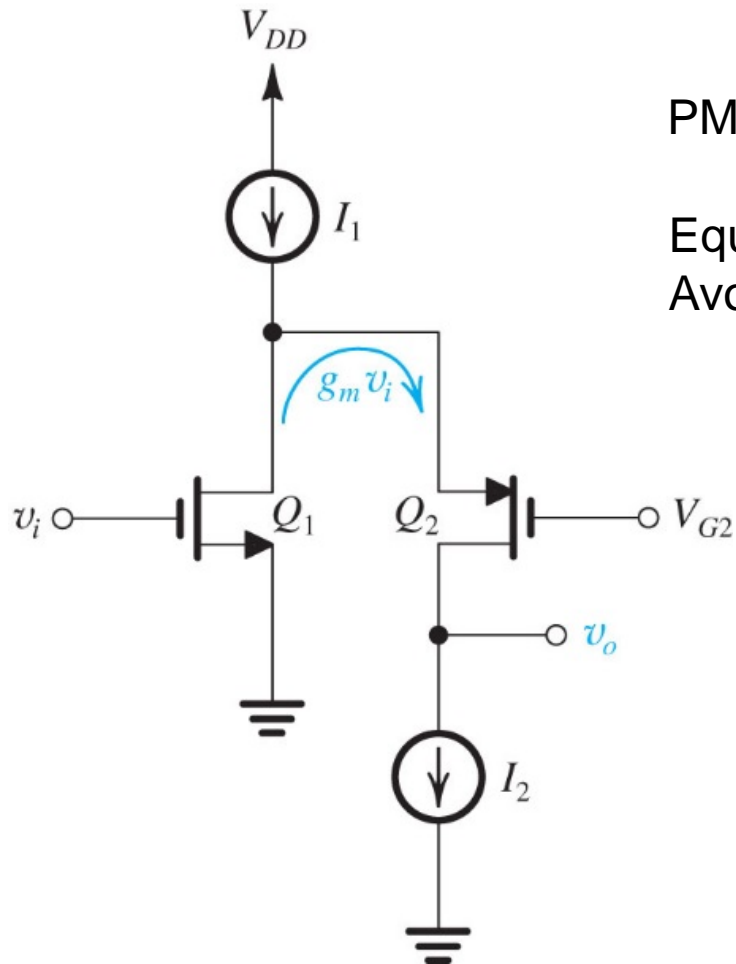 V_DD
PM
I_1
Equ
Avo
g_m v_i
v_i
Q_1
Q_2
V_G2
v_o
I_2